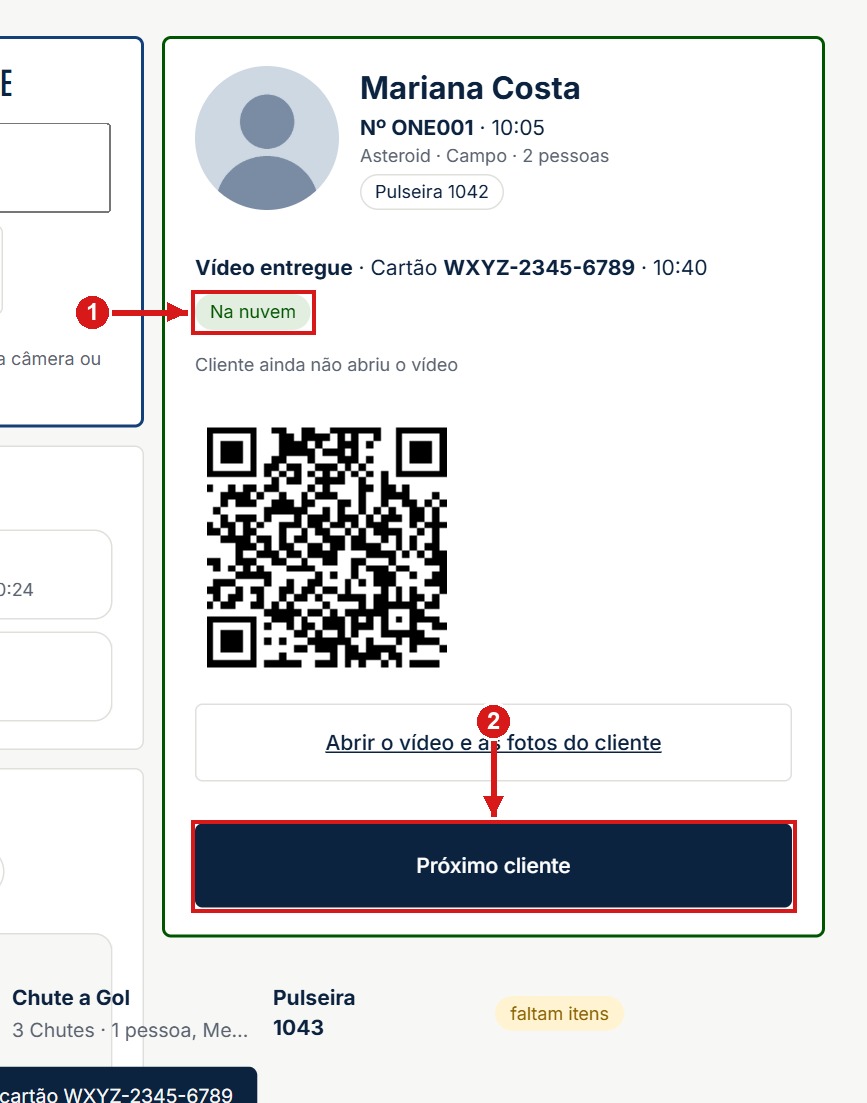 E
Mariana Costa
Nº ONE001 · 10:05
Asteroid · Campo · 2 pessoas
Pulseira 1042
Vídeo entregue · Cartão WXYZ-2345-6789 · 10:40
1
Na nuvem
a câmera ou
Cliente ainda não abriu o vídeo
0:24
2
Abrir o vídeo e as fotos do cliente
Próximo cliente
Chute a Gol
3 Chutes · 1 pessoa, Me...
Pulseira
1043
faltam itens
cartão WXYZ-2345-6789